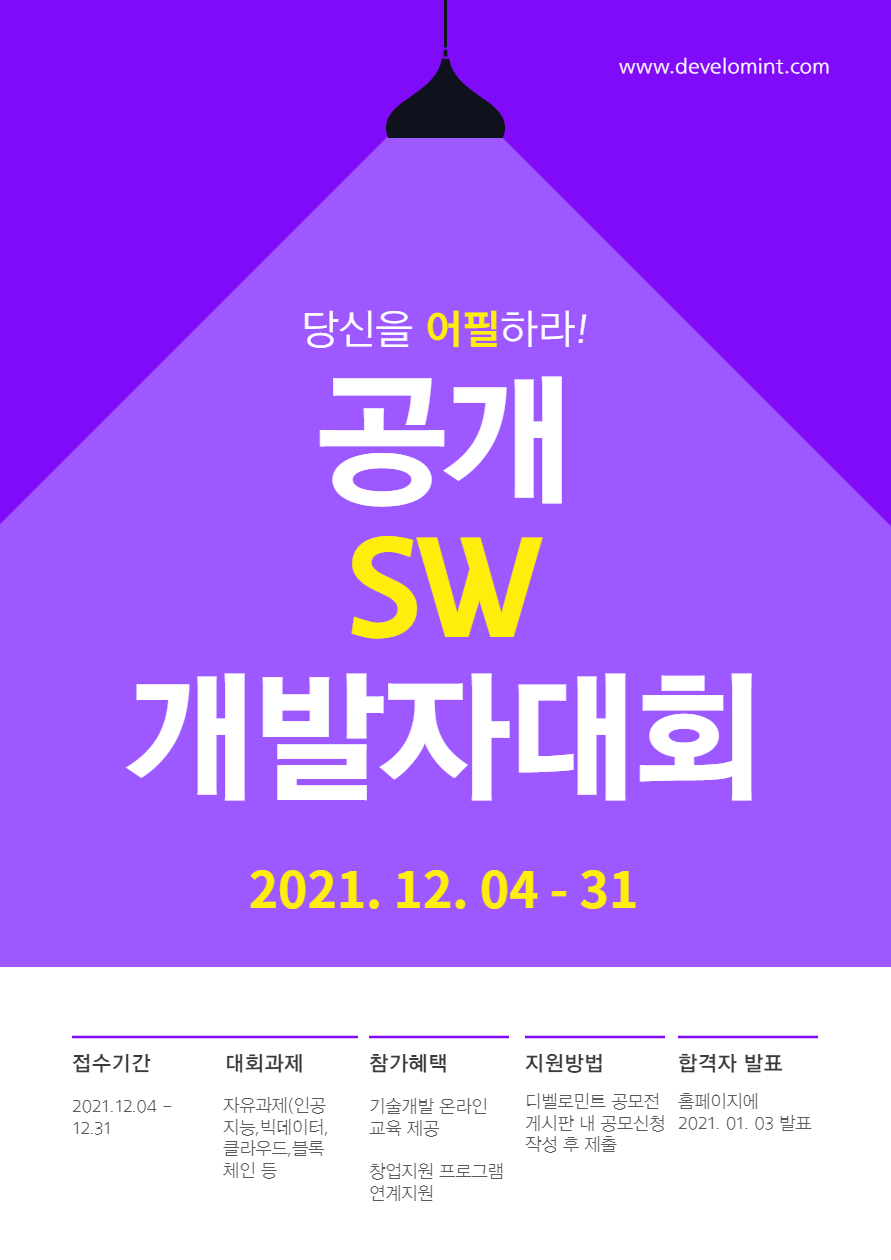 www.develomint.com
당신을 어필하라!
공개
SW
개발자대회
2021. 12. 04 - 31
접수기간
2021.12.04 –
12.31
대회과제
자유과제(인공
지능,빅데이터,
클라우드,블록
체인 등
참가혜택
기술개발 온라인
교육 제공
창업지원 프로그램
연계지원
지원방법
디벨로민트 공모전
게시판 내 공모신청
작성 후 제출
합격자 발표
홈페이지에
2021. 01. 03 발표